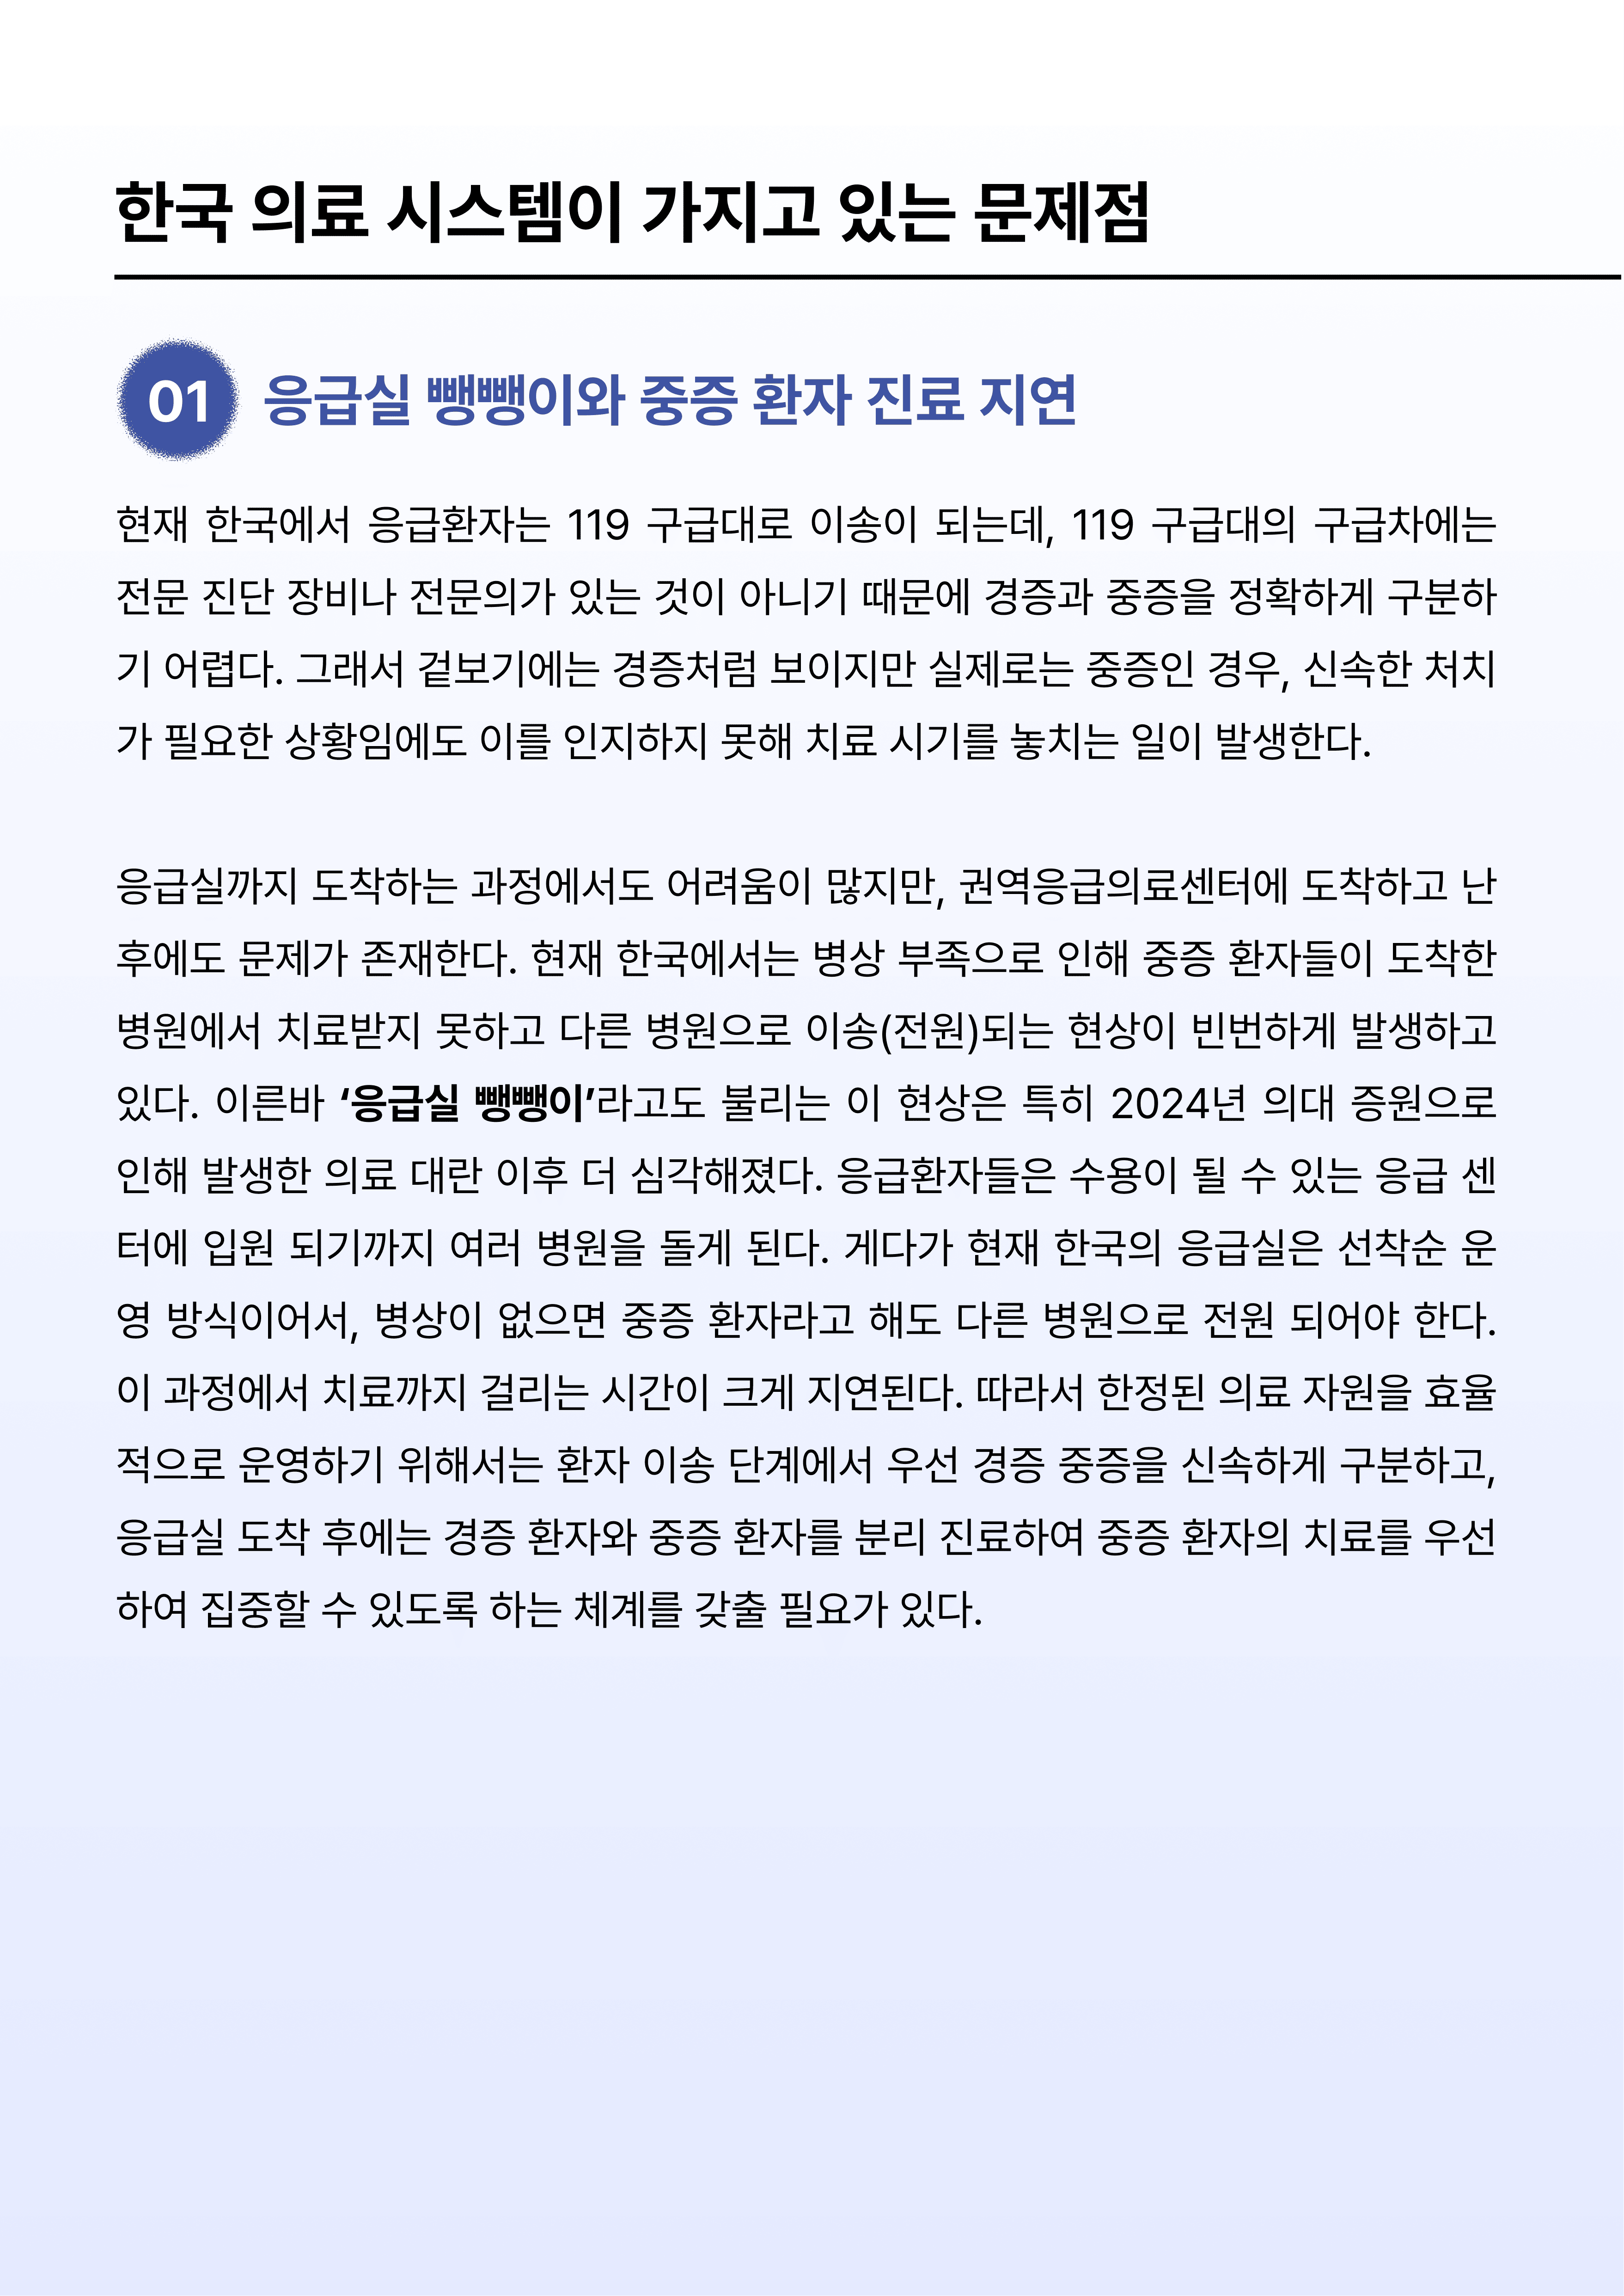 한국 의료 시스템이 가지고 있는 문제점
01 응급실 뺑뺑이와 중증 환자 진료 지연
현재 한국에서 응급환자는 119 구급대로 이송이 되는데, 119 구급대의 구급차에는
전문 진단 장비나 전문의가 있는 것이 아니기 때문에 경증과 중증을 정확하게 구분하
기 어렵다. 그래서 겉보기에는 경증처럼 보이지만 실제로는 중증인 경우, 신속한 처치
가 필요한 상황임에도 이를 인지하지 못해 치료 시기를 놓치는 일이 발생한다.
응급실까지 도착하는 과정에서도 어려움이 많지만, 권역응급의료센터에 도착하고 난
후에도 문제가 존재한다. 현재 한국에서는 병상 부족으로 인해 중증 환자들이 도착한
병원에서 치료받지 못하고 다른 병원으로 이송(전원)되는 현상이 빈번하게 발생하고
있다. 이른바 ‘응급실 뺑뺑이’라고도 불리는 이 현상은 특히 2024년 의대 증원으로
인해 발생한 의료 대란 이후 더 심각해졌다. 응급환자들은 수용이 될 수 있는 응급 센
터에 입원 되기까지 여러 병원을 돌게 된다. 게다가 현재 한국의 응급실은 선착순 운
영 방식이어서, 병상이 없으면 중증 환자라고 해도 다른 병원으로 전원 되어야 한다.
이 과정에서 치료까지 걸리는 시간이 크게 지연된다. 따라서 한정된 의료 자원을 효율
적으로 운영하기 위해서는 환자 이송 단계에서 우선 경증 중증을 신속하게 구분하고,
응급실 도착 후에는 경증 환자와 중증 환자를 분리 진료하여 중증 환자의 치료를 우선
하여 집중할 수 있도록 하는 체계를 갖출 필요가 있다.